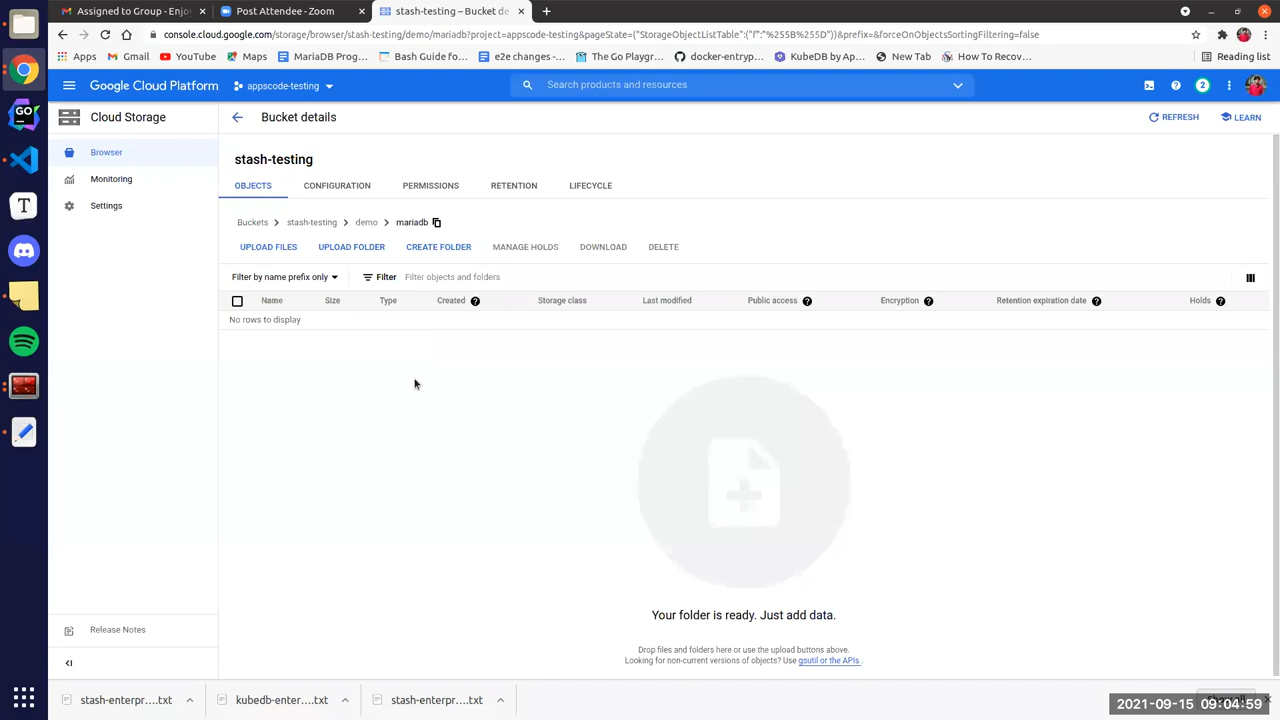 Assigned to Group - Enjoy
Post Attendee - Zoom
stash-testing – Bucket de
console.cloud.google.com/storage/browser/stash-testing/demo/mariadb?project=appscode-testing&pageState=("StorageObjectListTable":("f":"%255B%255D"))&prefix=&forceOnObjectsSortingFiltering=false
Apps
Gmail
YouTube
Maps
MariaDB Prog...
Bash Guide fo...
e2e changes -...
The Go Playgr...
docker-entryp...
KubeDB by Ap...
New Tab
How To Recov...
Reading list
Google Cloud Platform
appscode-testing
Search products and resources
2
Cloud Storage
Bucket details
REFRESH
LEARN
Browser
Monitoring
Settings
stash-testing
OBJECTS
CONFIGURATION
PERMISSIONS
RETENTION
LIFECYCLE
Buckets
stash-testing
demo
mariadb
UPLOAD FILES
UPLOAD FOLDER
CREATE FOLDER
MANAGE HOLDS
DOWNLOAD
DELETE
Filter by name prefix only
Filter
Filter objects and folders
Name
Size
Type
Created
Storage class
Last modified
Public access
Encryption
Retention expiration date
Holds
No rows to display
Your folder is ready. Just add data.
Drop files and folders here or use the upload buttons above.
Looking for non-current versions of objects? Use gsutil or the APIs .
Release Notes
stash-enterpr....txt
kubedb-enter....txt
stash-enterpr....txt
2021-09-15 09:04:59